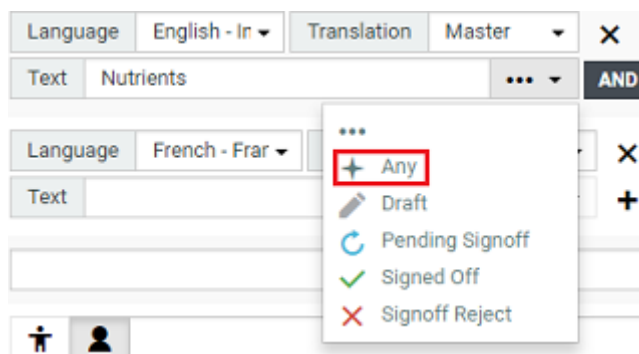 Language English - In Translation Master
Text Nutrients ••• AND
•••
Language French - Frar Any
Text Draft
Pending Signoff
Signed Off
Signoff Reject